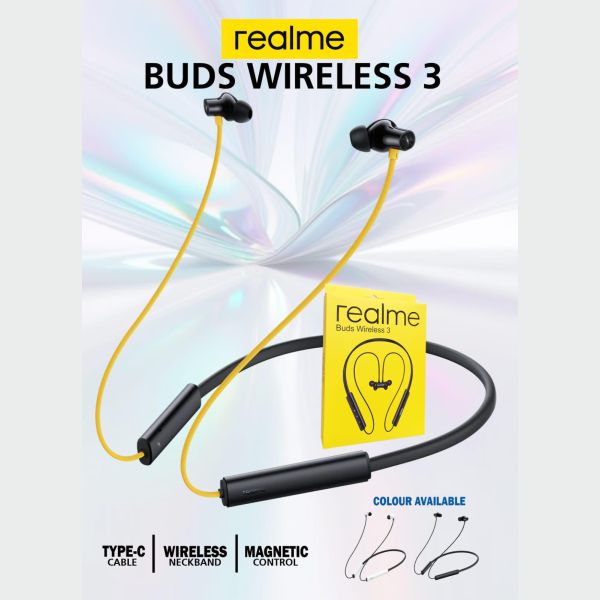 realme
BUDS WIRELESS 3
realme
Buds Wireless 3
COLOUR AVAILABLE
TYPE-C
CABLE
WIRELESS
NECKBAND
MAGNETIC
CONTROL